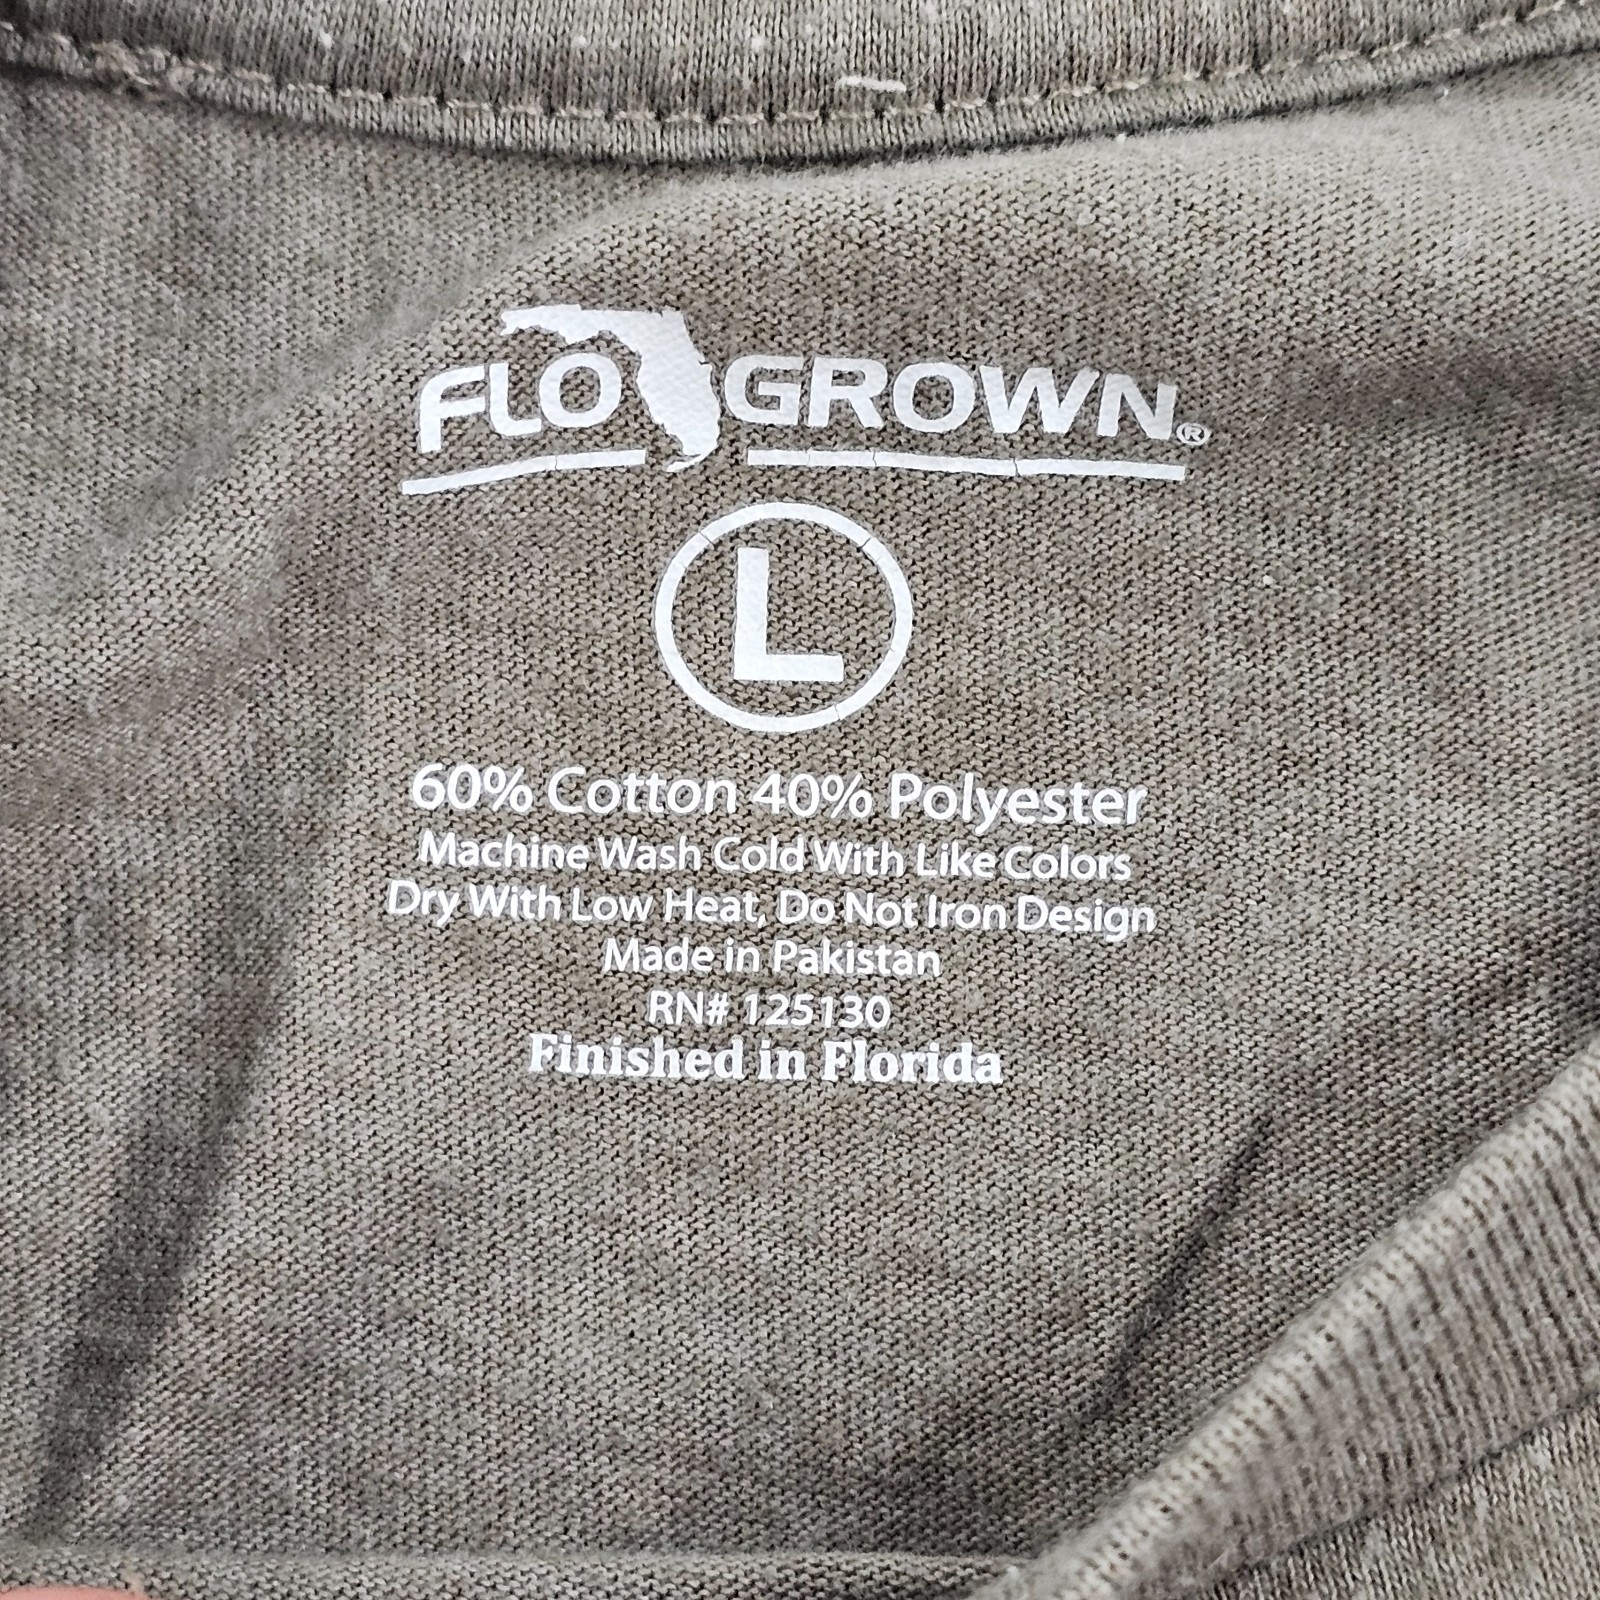 FLO GROWN®
L
60% Cotton 40% Polyester
Machine Wash Cold With Like Colors
Dry With Low Heat, Do Not Iron Design
Made in Pakistan
RN# 125130
Finished in Florida